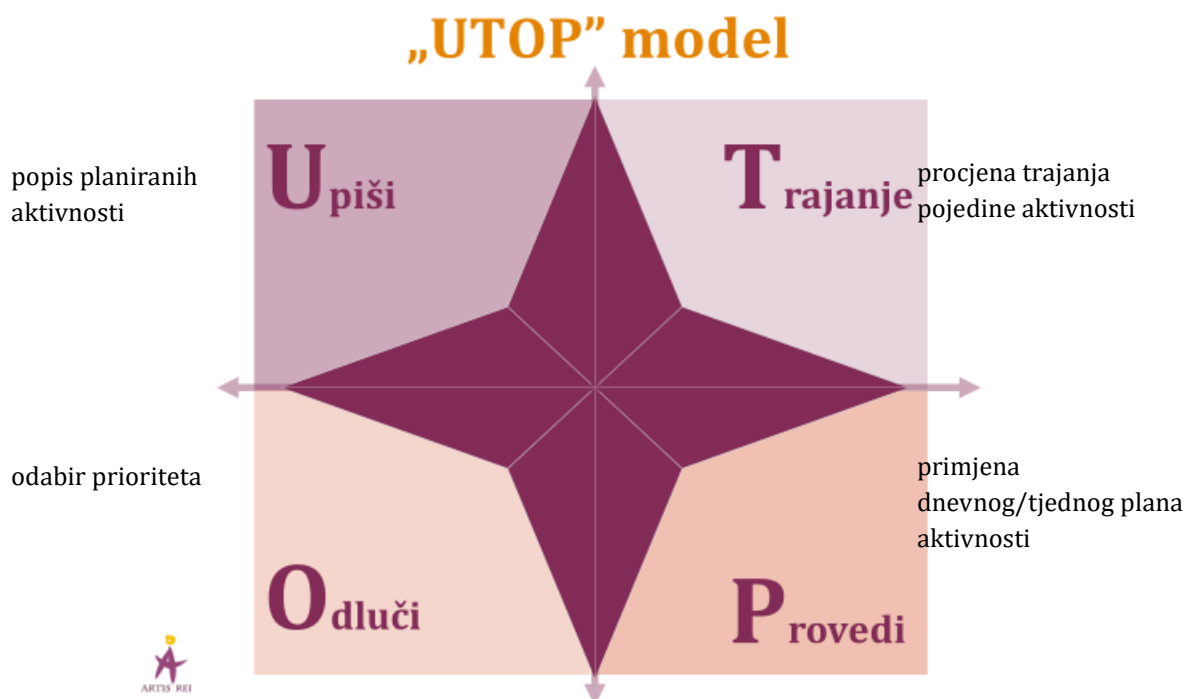 „UTOP” model
popis planiranih
aktivnosti
Upiši
Trajanje
procjena trajanja
pojedine aktivnosti
odabir prioriteta
Odluči
Provedi
primjena
dnevnog/tjednog plana
aktivnosti
ARTIS REI